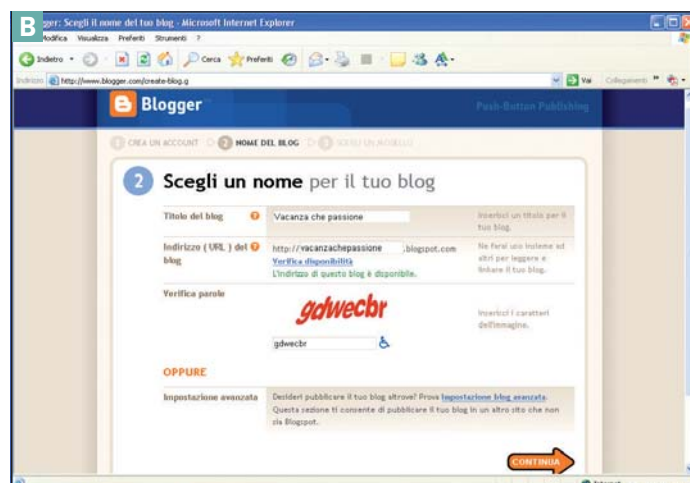 B
gger: Scegli il nome del tuo blog - Microsoft Internet Explorer
Modifica Visualizza Preferiti Strumenti ?
Indietro Cerca Preferiti
Indirizzo http://www.blogger.com/create-blog.g Vai Collegamenti
Blogger Push-Button Publishing
1 CREA UN ACCOUNT 2 NOME DEL BLOG 3 SCEGLI UN MODELLO
2 Scegli un nome per il tuo blog
Titolo del blog Vacanza che passione Inserisci un titolo per il
tuo blog.
Indirizzo ( URL ) del http://vacanzachepassione .blogspot.com Ne farai uso insieme ad
blog Verifica disponibilità altri per leggere e
L'indirizzo di questo blog è disponibile. linkare il tuo blog.
Verifica parole
gdwecbr
Inserisci i caratteri
dell'immagine.
gdwecbr
OPPURE
Impostazione avanzata Desideri pubblicare il tuo blog altrove? Prova Impostazione blog avanzata.
Questa sezione ti consente di pubblicare il tuo blog in un altro sito che non
sia Blogspot.
CONTINUA
Internet